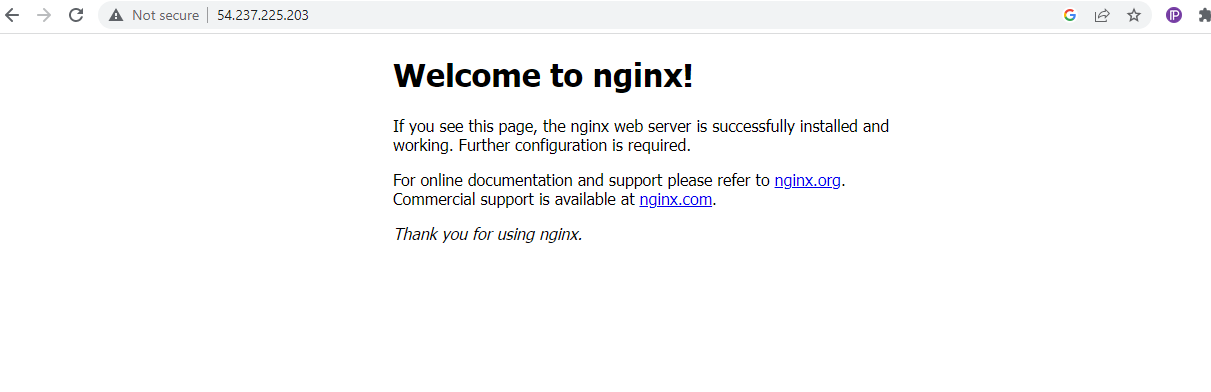 Not secure | 54.237.225.203
Welcome to nginx!
If you see this page, the nginx web server is successfully installed and
working. Further configuration is required.
For online documentation and support please refer to nginx.org.
Commercial support is available at nginx.com.
Thank you for using nginx.